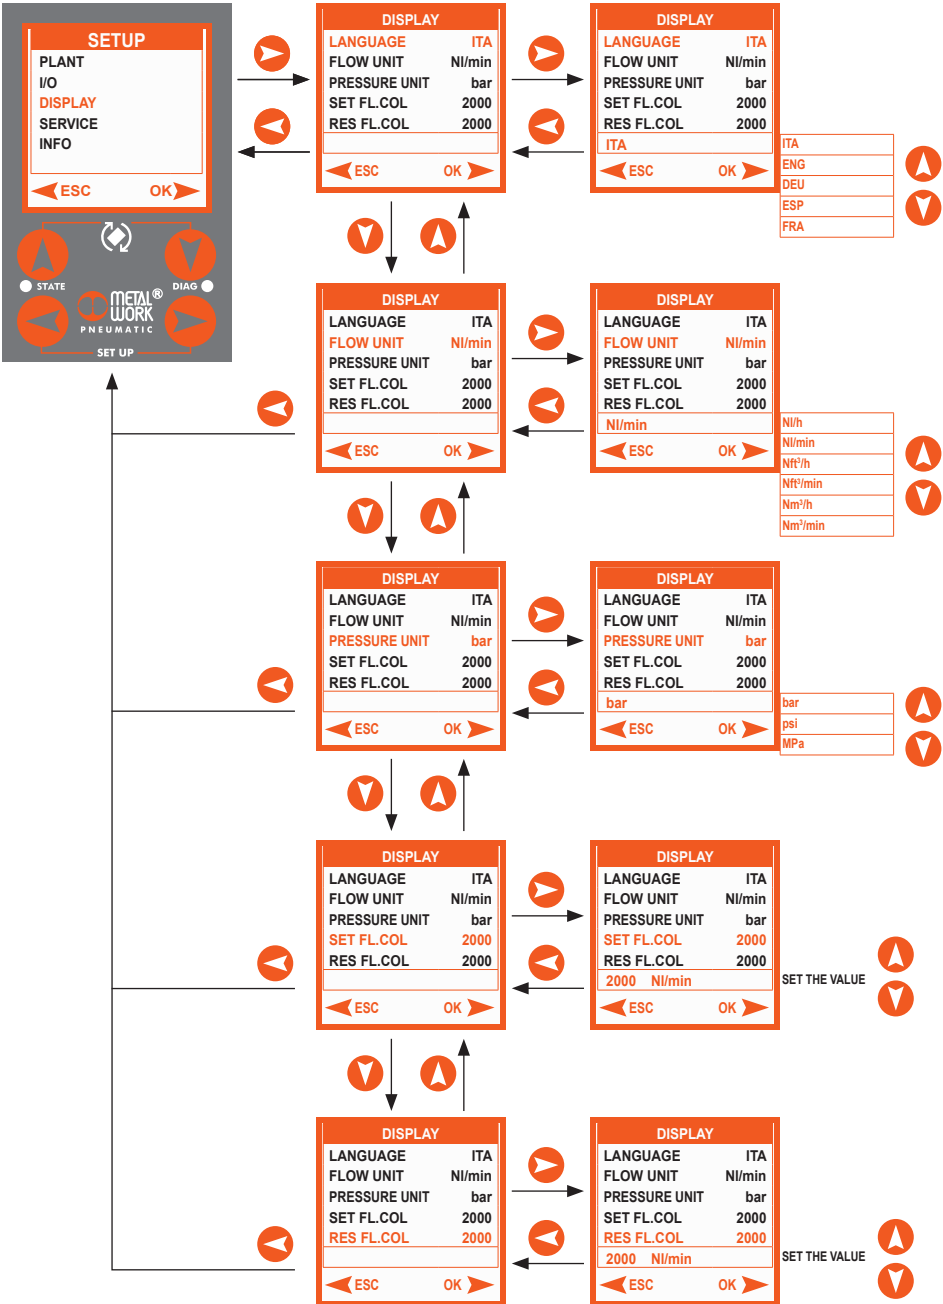 SETUP
PLANT
I/O
DISPLAY
SERVICE
INFO
ESC OK
STATE DIAG
METAL WORK®
PNEUMATIC
SET UP
DISPLAY
LANGUAGE ITA
FLOW UNIT Nl/min
PRESSURE UNIT bar
SET FL.COL 2000
RES FL.COL 2000
ESC OK
DISPLAY
LANGUAGE ITA
FLOW UNIT Nl/min
PRESSURE UNIT bar
SET FL.COL 2000
RES FL.COL 2000
ITA
ESC OK
ITA
ENG
DEU
ESP
FRA
DISPLAY
LANGUAGE ITA
FLOW UNIT Nl/min
PRESSURE UNIT bar
SET FL.COL 2000
RES FL.COL 2000
ESC OK
DISPLAY
LANGUAGE ITA
FLOW UNIT Nl/min
PRESSURE UNIT bar
SET FL.COL 2000
RES FL.COL 2000
Nl/min
ESC OK
Nl/h
Nl/min
Nft³/h
Nft³/min
Nm³/h
Nm³/min
DISPLAY
LANGUAGE ITA
FLOW UNIT Nl/min
PRESSURE UNIT bar
SET FL.COL 2000
RES FL.COL 2000
ESC OK
DISPLAY
LANGUAGE ITA
FLOW UNIT Nl/min
PRESSURE UNIT bar
SET FL.COL 2000
RES FL.COL 2000
bar
ESC OK
bar
psi
MPa
DISPLAY
LANGUAGE ITA
FLOW UNIT Nl/min
PRESSURE UNIT bar
SET FL.COL 2000
RES FL.COL 2000
ESC OK
DISPLAY
LANGUAGE ITA
FLOW UNIT Nl/min
PRESSURE UNIT bar
SET FL.COL 2000
RES FL.COL 2000
2000 Nl/min
ESC OK
SET THE VALUE
DISPLAY
LANGUAGE ITA
FLOW UNIT Nl/min
PRESSURE UNIT bar
SET FL.COL 2000
RES FL.COL 2000
ESC OK
DISPLAY
LANGUAGE ITA
FLOW UNIT Nl/min
PRESSURE UNIT bar
SET FL.COL 2000
RES FL.COL 2000
2000 Nl/min
ESC OK
SET THE VALUE